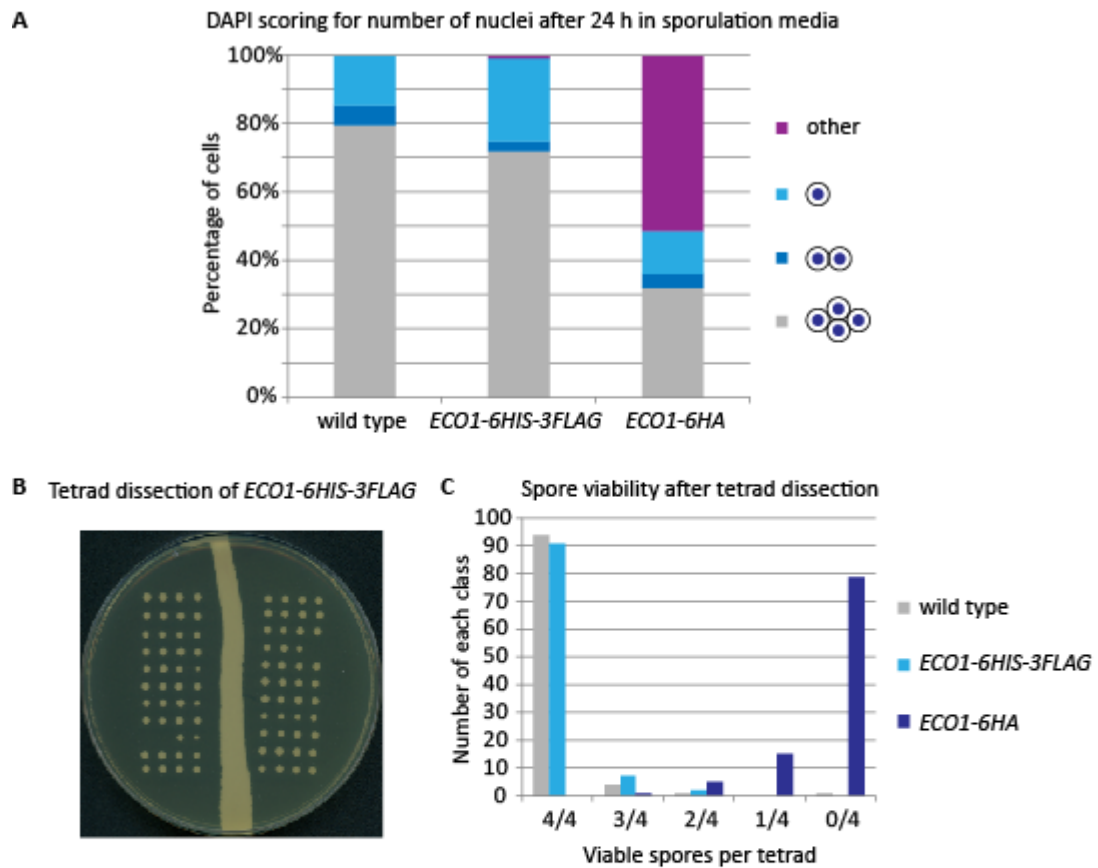 A DAPI scoring for number of nuclei after 24 h in sporulation media
Percentage of cells
100%
80%
60%
40%
20%
0%
wild type ECO1-6HIS-3FLAG ECO1-6HA
other
B Tetrad dissection of ECO1-6HIS-3FLAG
C Spore viability after tetrad dissection
Number of each class
100
90
80
70
60
50
40
30
20
10
0
4/4 3/4 2/4 1/4 0/4
Viable spores per tetrad
wild type
ECO1-6HIS-3FLAG
ECO1-6HA